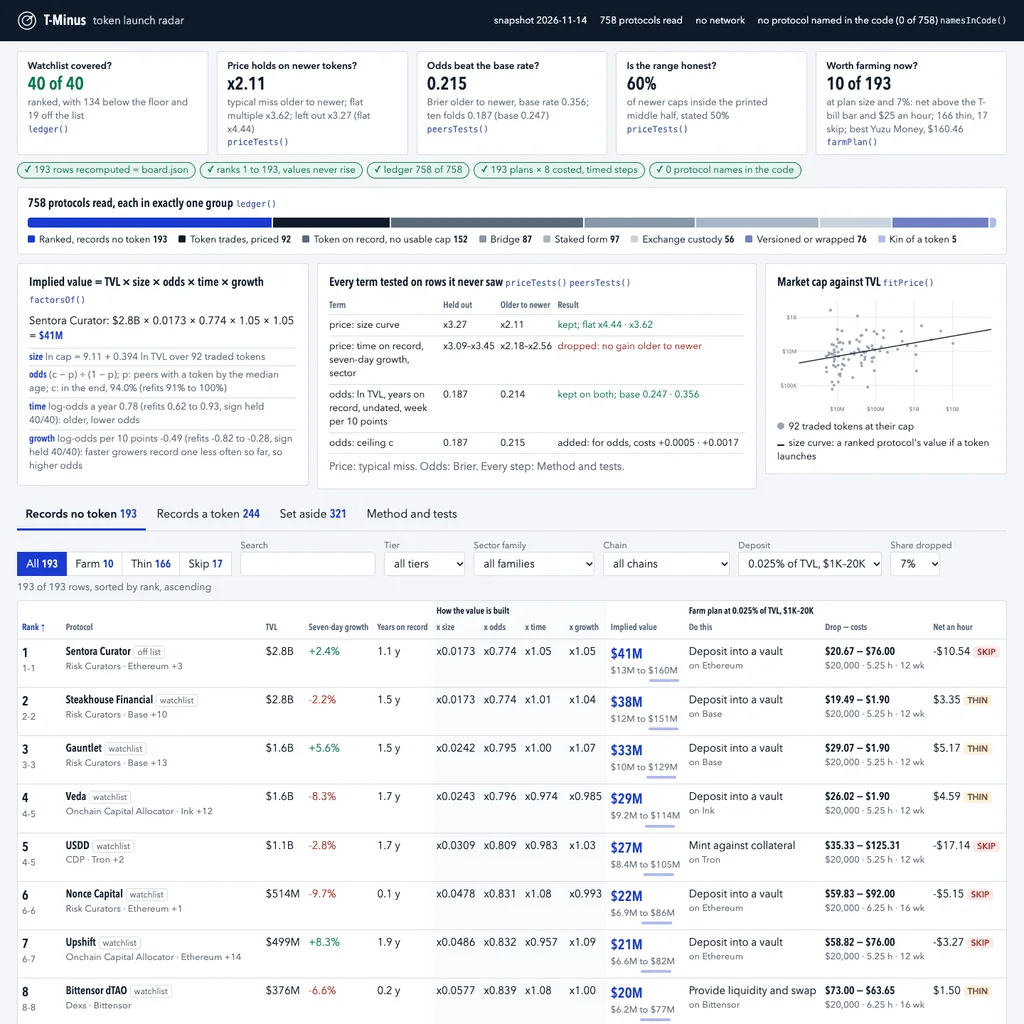 T-Minus token launch radar
snapshot 2026-11-14 758 protocols read no network no protocol named in the code (0 of 758) namesInCode()
Watchlist covered?
40 of 40
ranked, with 134 below the floor and
19 off the list
ledger()
Price holds on newer tokens?
x2.11
typical miss older to newer; flat
multiple x3.62; left out x3.27 (flat
x4.44)
priceTests()
Odds beat the base rate?
0.215
Brier older to newer, base rate 0.356;
ten folds 0.187 (base 0.247)
peersTests()
Is the range honest?
60%
of newer caps inside the printed
middle half, stated 50%
priceTests()
Worth farming now?
10 of 193
at plan size and 7%: net above the T-
bill bar and $25 an hour; 166 thin, 17
skip; best Yuzu Money, $160.46
farmPlan()
✓ 193 rows recomputed = board.json
✓ ranks 1 to 193, values never rise
✓ ledger 758 of 758
✓ 193 plans × 8 costed, timed steps
✓ 0 protocol names in the code
758 protocols read, each in exactly one group ledger()
Ranked, records no token 193 Token trades, priced 92 Token on record, no usable cap 152 Bridge 87 Staked form 97 Exchange custody 56 Versioned or wrapped 76 Kin of a token 5
Implied value = TVL × size × odds × time × growth
factorsOf()
Sentora Curator: $2.8B × 0.0173 × 0.774 × 1.05 × 1.05
= $41M
size ln cap = 9.11 + 0.394 ln TVL over 92 traded tokens
odds (c − p) ÷ (1 − p); p: peers with a token by the median
age; c: in the end, 94.0% (refits 91% to 100%)
time log-odds a year 0.78 (refits 0.62 to 0.93, sign held
40/40): older, lower odds
growth log-odds per 10 points -0.49 (refits -0.82 to -0.28, sign
held 40/40): faster growers record one less often so far, so
higher odds
Every term tested on rows it never saw priceTests() peersTests()
Term Held out Older to newer Result
price: size curve x3.27 x2.11 kept; flat x4.44 · x3.62
price: time on record, x3.09-x3.45 x2.18-x2.56 dropped: no gain older to newer
seven-day growth,
sector
odds: ln TVL, years on 0.187 0.214 kept on both; base 0.247 · 0.356
record, undated, week
per 10 points
odds: ceiling c 0.187 0.215 added: for odds, costs +0.0005 · +0.0017
Price: typical miss. Odds: Brier. Every step: Method and tests.
Market cap against TVL fitPrice()
$1B
$10M
$100K
$10M $100M $1B $10B
92 traded tokens at their cap
size curve: a ranked protocol's value if a token
launches
Records no token 193 Records a token 244 Set aside 321 Method and tests
All 193 Farm 10 Thin 166 Skip 17
Search
Tier
all tiers
Sector family
all families
Chain
all chains
Deposit
0.025% of TVL, $1K-20K
Share dropped
7%
193 of 193 rows, sorted by rank, ascending
How the value is built Farm plan at 0.025% of TVL, $1K-20K
Rank ↑ Protocol TVL Seven-day growth Years on record x size x odds x time x growth Implied value Do this Drop — costs Net an hour
1 Sentora Curator off list $2.8B +2.4% 1.1 y x0.0173 x0.774 x1.05 x1.05 $41M Deposit into a vault $20.67 — $76.00 -$10.54 SKIP
1-1 Risk Curators · Ethereum +3 $13M to $160M on Ethereum $20,000 · 5.25 h · 12 wk
2 Steakhouse Financial watchlist $2.8B -2.2% 1.5 y x0.0173 x0.774 x1.01 x1.04 $38M Deposit into a vault $19.49 — $1.90 $3.35 THIN
2-2 Risk Curators · Base +10 $12M to $151M on Base $20,000 · 5.25 h · 12 wk
3 Gauntlet watchlist $1.6B +5.6% 1.5 y x0.0242 x0.795 x1.00 x1.07 $33M Deposit into a vault $29.07 — $1.90 $5.17 THIN
3-3 Risk Curators · Base +13 $10M to $129M on Base $20,000 · 5.25 h · 12 wk
4 Veda watchlist $1.6B -8.3% 1.7 y x0.0243 x0.796 x0.974 x0.985 $29M Deposit into a vault $26.02 — $1.90 $4.59 THIN
4-5 Onchain Capital Allocator · Ink +12 $9.2M to $114M on Ink $20,000 · 5.25 h · 12 wk
5 USDD watchlist $1.1B -2.8% 1.7 y x0.0309 x0.809 x0.983 x1.03 $27M Mint against collateral $35.33 — $125.31 -$17.14 SKIP
4-5 CDP · Tron +2 $8.4M to $105M on Tron $20,000 · 5.25 h · 12 wk
6 Nonce Capital watchlist $514M -9.7% 0.1 y x0.0478 x0.831 x1.08 x0.993 $22M Deposit into a vault $59.83 — $92.00 -$5.15 SKIP
6-6 Risk Curators · Ethereum +1 $6.9M to $86M on Ethereum $20,000 · 6.25 h · 16 wk
7 Upshift watchlist $499M +8.3% 1.9 y x0.0486 x0.832 x0.957 x1.09 $21M Deposit into a vault $58.82 — $76.00 -$3.27 SKIP
6-7 Onchain Capital Allocator · Ethereum +14 $6.6M to $82M on Ethereum $20,000 · 5.25 h · 12 wk
8 Bittensor dTAO watchlist $376M -6.6% 0.2 y x0.0577 x0.839 x1.08 x1.00 $20M Provide liquidity and swap $73.00 — $63.65 $1.50 THIN
8-8 Dexs · Bittensor $6.2M to $77M on Bittensor $20,000 · 6.25 h · 16 wk